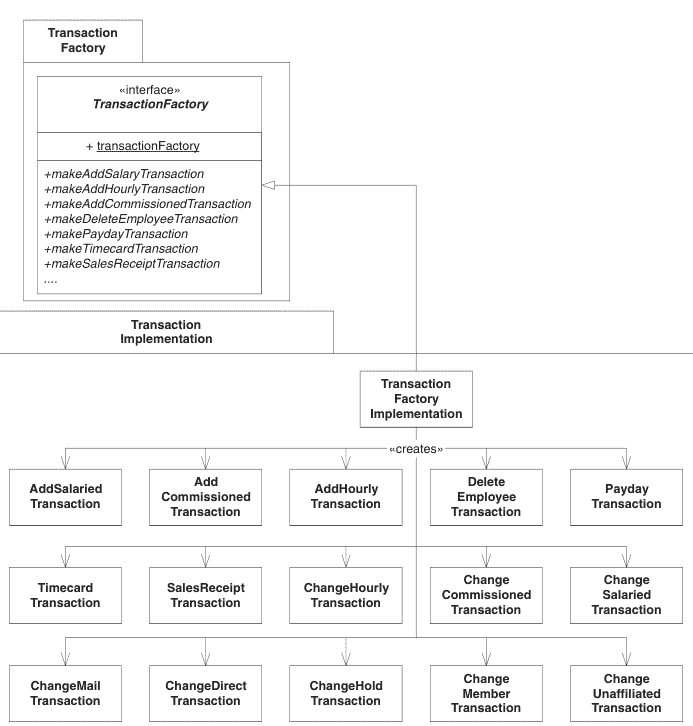 Transaction
Factory
«interface»
TransactionFactory
+ transactionFactory
+makeAddSalaryTransaction
+makeAddHourlyTransaction
+makeAddCommissionedTransaction
+makeDeleteEmployeeTransaction
+makePaydayTransaction
+makeTimecardTransaction
+makeSalesReceiptTransaction
....
Transaction
Implementation
Transaction
Factory
Implementation
«creates»
AddSalaried
Transaction
Add
Commissioned
Transaction
AddHourly
Transaction
Delete
Employee
Transaction
Payday
Transaction
Timecard
Transaction
SalesReceipt
Transaction
ChangeHourly
Transaction
Change
Commissioned
Transaction
Change
Salaried
Transaction
ChangeMail
Transaction
ChangeDirect
Transaction
ChangeHold
Transaction
Change
Member
Transaction
Change
Unaffiliated
Transaction